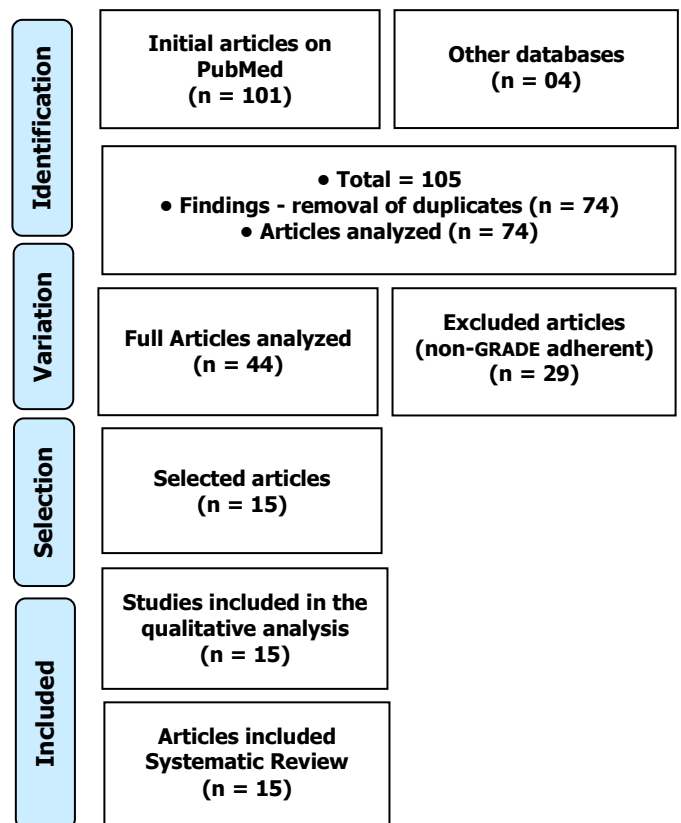 Identification
Initial articles on
PubMed
(n = 101)
Other databases
(n = 04)
● Total = 105
● Findings - removal of duplicates (n = 74)
● Articles analyzed (n = 74)
Variation
Full Articles analyzed
(n = 44)
Excluded articles
(non-GRADE adherent)
(n = 29)
Selection
Selected articles
(n = 15)
Included
Studies included in the
qualitative analysis
(n = 15)
Articles included
Systematic Review
(n = 15)